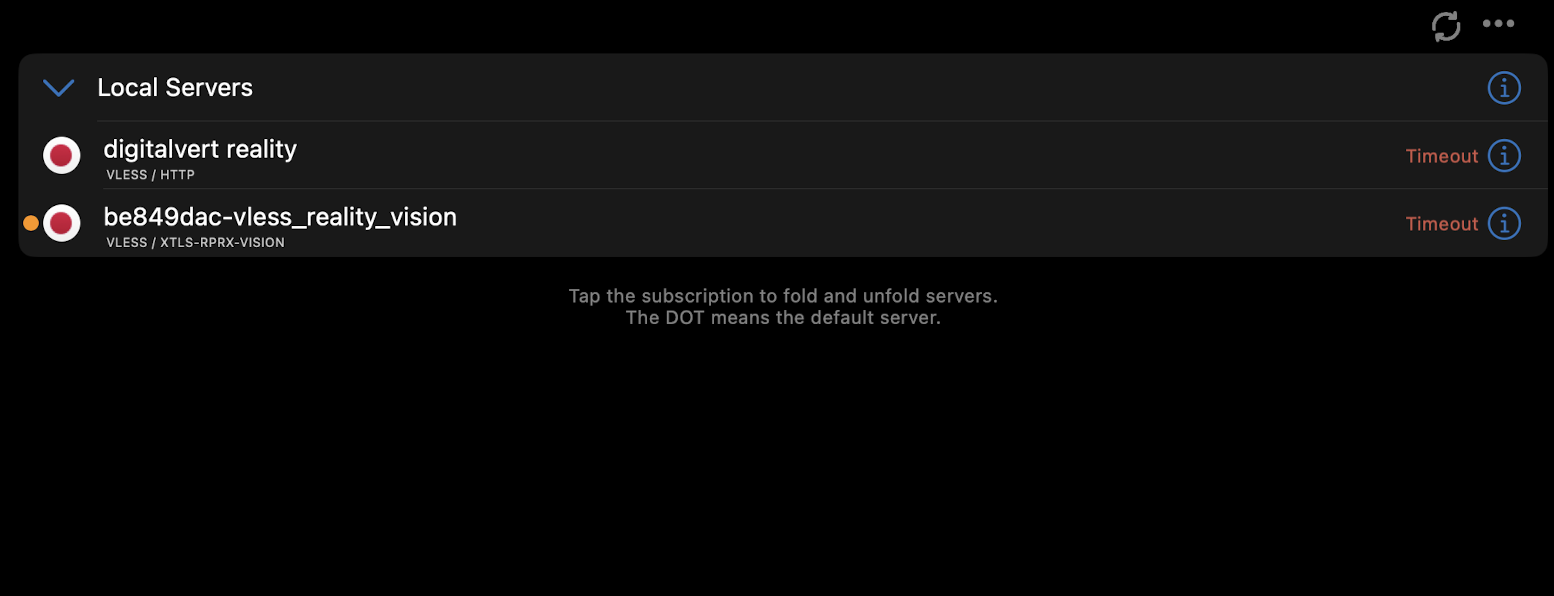 Local Servers
digitalvert reality
VLESS / HTTP
Timeout
be849dac-vless_reality_vision
VLESS / XTLS-RPRX-VISION
Timeout
Tap the subscription to fold and unfold servers.
The DOT means the default server.